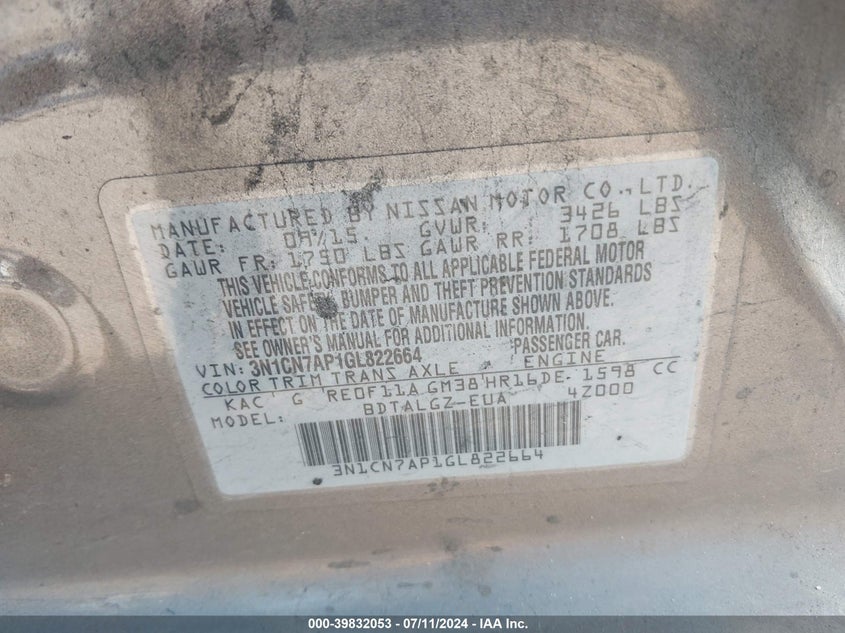 MANUFACTURED BY NISSAN MOTOR CO.,LTD.
DATE: 09/15 GVWR: 3426 LBS
GAWR FR: 1750 LBS GAWR RR: 1708 LBS
THIS VEHICLE CONFORMS TO ALL APPLICABLE FEDERAL MOTOR
VEHICLE SAFETY, BUMPER AND THEFT PREVENTION STANDARDS
IN EFFECT ON THE DATE OF MANUFACTURE SHOWN ABOVE.
SEE OWNER'S MANUAL FOR ADDITIONAL INFORMATION.
VIN: 3N1CN7AP1GL822664 PASSENGER CAR.
COLOR TRIM TRANS AXLE ENGINE
KAC G RE0F11A GM38 HR16DE 1598 CC
MODEL: BDTALGZ-EUA 4Z000
3N1CN7AP1GL822664
000-39832053 - 07/11/2024 - IAA Inc.